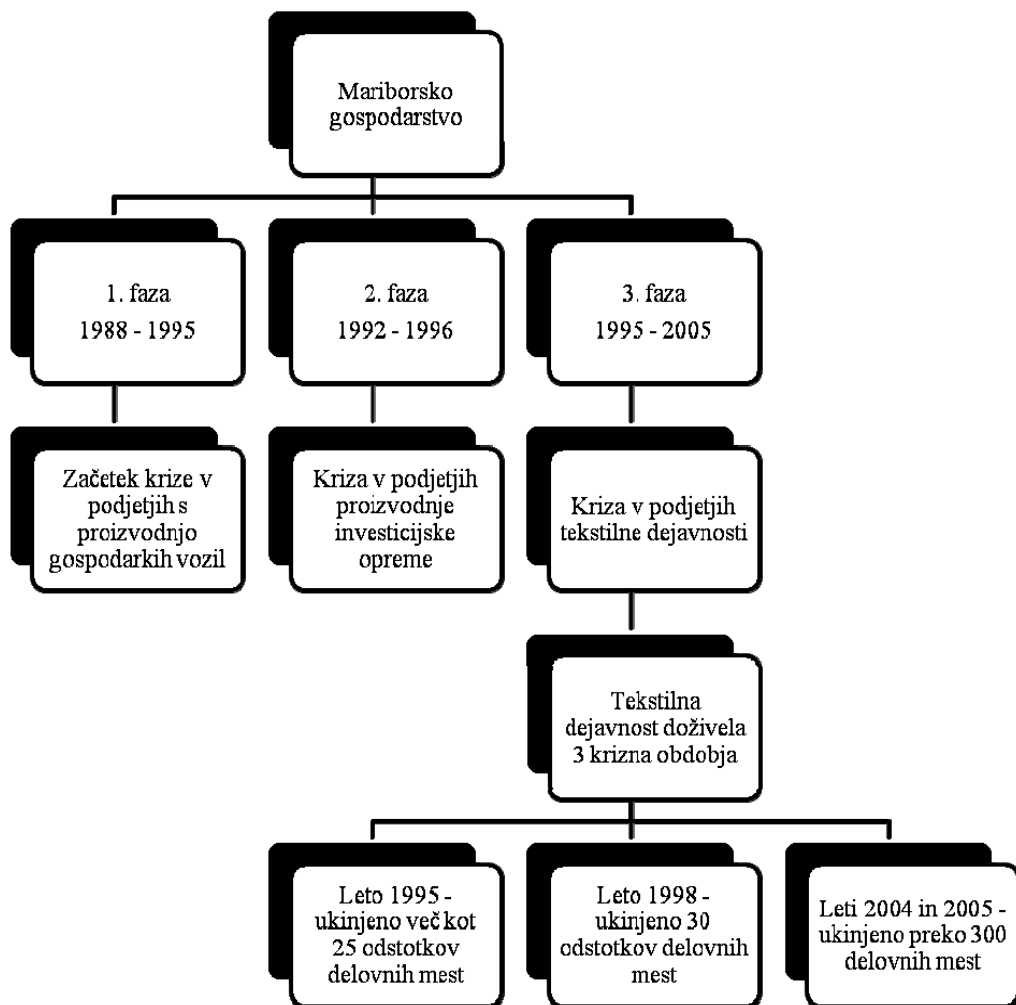 Mariborsko
gospodarstvo
1. faza
1988 - 1995
2. faza
1992 - 1996
3. faza
1995 - 2005
Začetek krize v
podjetjih s
proizvodnjo
gospodarkih vozil
Kriza v podjetjih
proizvodnje
investicijske
opreme
Kriza v podjetjih
tekstilne dejavnosti
Tekstilna
dejavnost doživela
3 krizna obdobja
Leto 1995 -
ukinjeno več kot
25 odstotkov
delovnih mest
Leto 1998 -
ukinjeno 30
odstotkov delovnih
mest
Leti 2004 in 2005 -
ukinjeno preko 300
delovnih mest